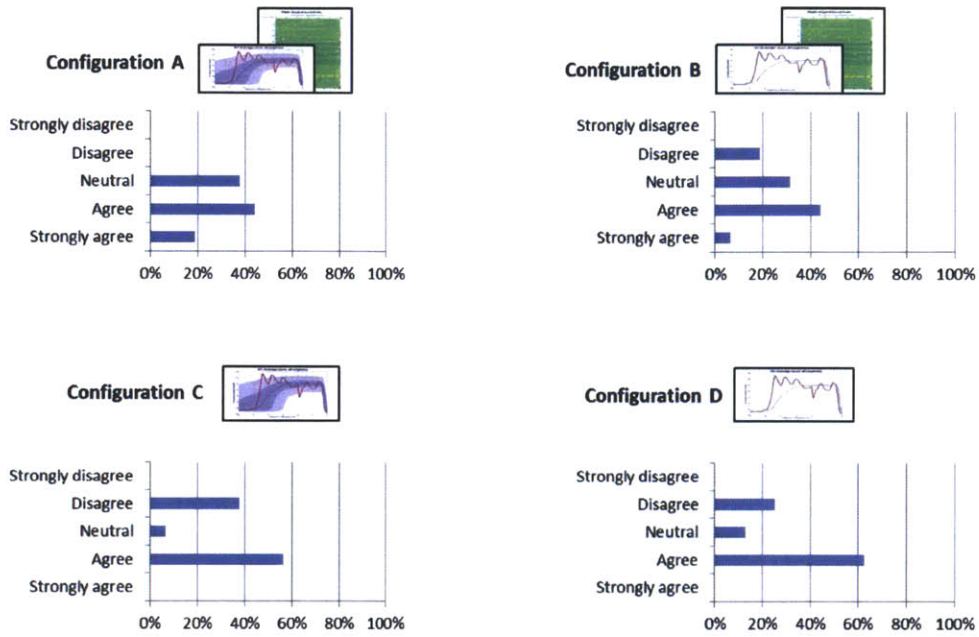 Configuration A
Strongly disagree
Disagree
Neutral
Agree
Strongly agree
0% 20% 40% 60% 80% 100%
Configuration B
Strongly disagree
Disagree
Neutral
Agree
Strongly agree
0% 20% 40% 60% 80% 100%
Configuration C
Strongly disagree
Disagree
Neutral
Agree
Strongly agree
0% 20% 40% 60% 80% 100%
Configuration D
Strongly disagree
Disagree
Neutral
Agree
Strongly agree
0% 20% 40% 60% 80% 100%